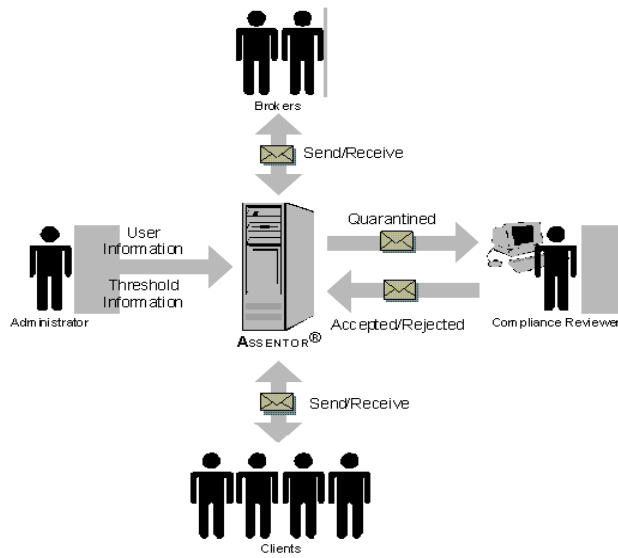 Brokers
Send/Receive
User
Information
Threshold
Information
Administrator
ASSENTOR®
Quarantined
Accepted/Rejected
Compliance Reviewer
Send/Receive
Clients